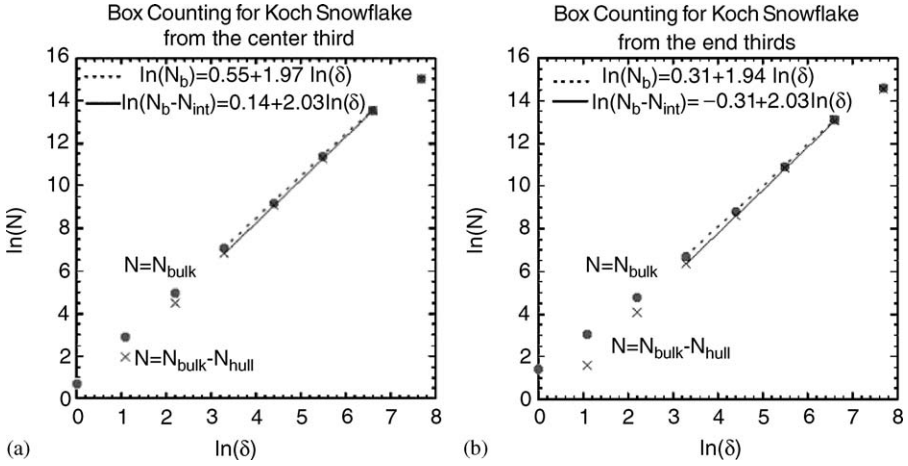 Box Counting for Koch Snowflake
from the center third
16
14
12
10
8
6
4
2
0
ln(N)
ln(N_b)=0.55+1.97 ln(δ)
ln(N_b-N_int)=0.14+2.03ln(δ)
N=N_bulk
N=N_bulk-N_hull
0 1 2 3 4 5 6 7 8
(a)
ln(δ)
Box Counting for Koch Snowflake
from the end thirds
16
14
12
10
8
6
4
2
0
ln(N)
ln(N_b)=0.31+1.94 ln(δ)
ln(N_b-N_int)=−0.31+2.03ln(δ)
N=N_bulk
N=N_bulk-N_hull
0 1 2 3 4 5 6 7 8
(b)
ln(δ)